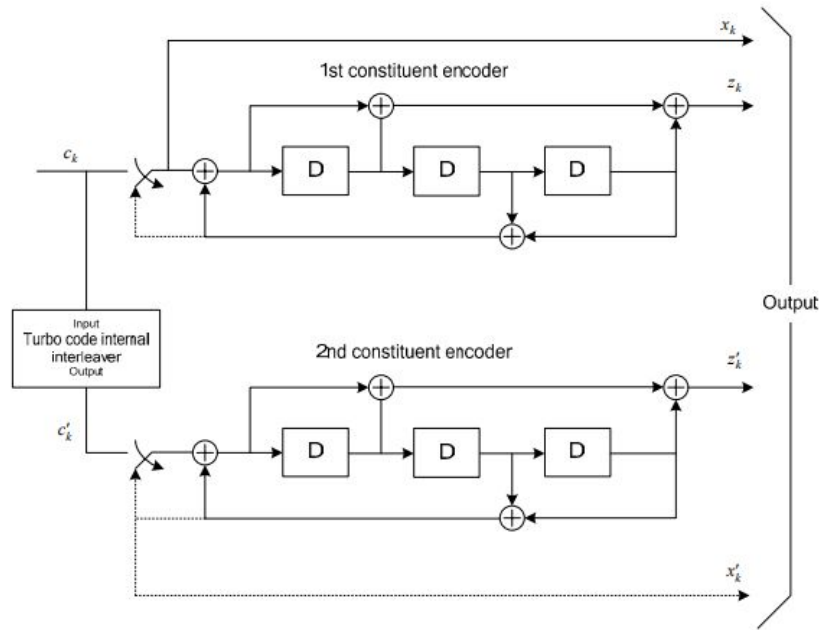 x_k
1st constituent encoder
z_k
c_k
D
D
D
Output
Input
Turbo code internal
interleaver
Output
2nd constituent encoder
z'_k
c'_k
D
D
D
x'_k